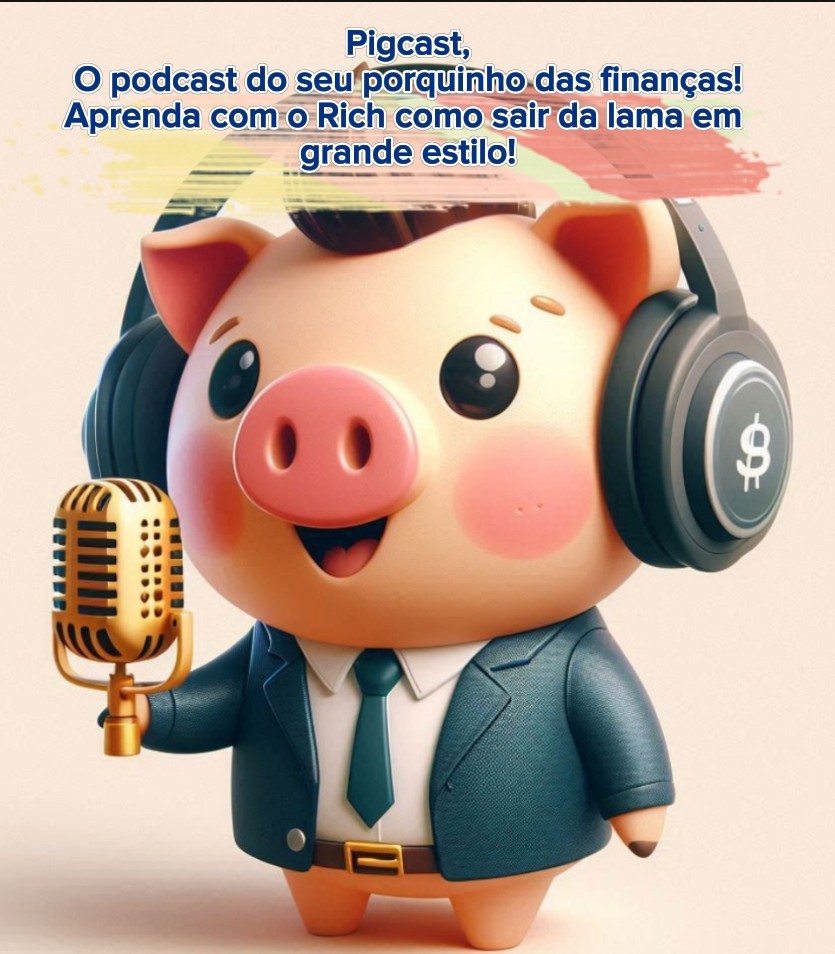 Pigcast,
O podcast do seu porquinho das finanças!
Aprenda com o Rich como sair da lama em
grande estilo!
$